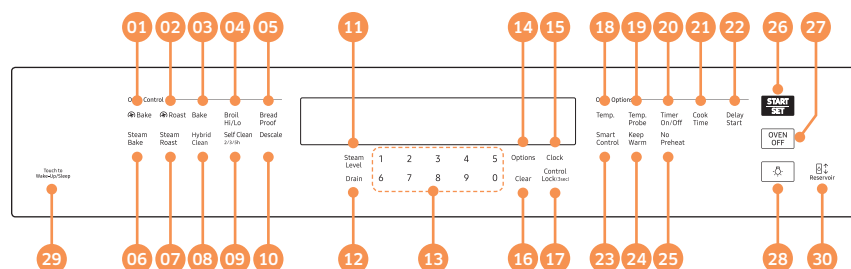 01 02 03 04 05 11 14 15 18 19 20 21 22 26 27
Control
Options
Bake Roast Bake Broil Hi/Lo Bread Proof
Steam Bake Steam Roast Hybrid Clean Self Clean 2/3/5h Descale
Steam Level 1 2 3 4 5 Options Clock
Drain 6 7 8 9 0 Clear Control Lock(3sec)
Temp. Temp. Probe Timer On/Off Cook Time Delay Start
Smart Control Keep Warm No Preheat
START
SET
OVEN
OFF
Reservoir
Touch to
Wake-Up/Sleep
29 06 07 08 09 10 12 13 16 17 23 24 25 28 30